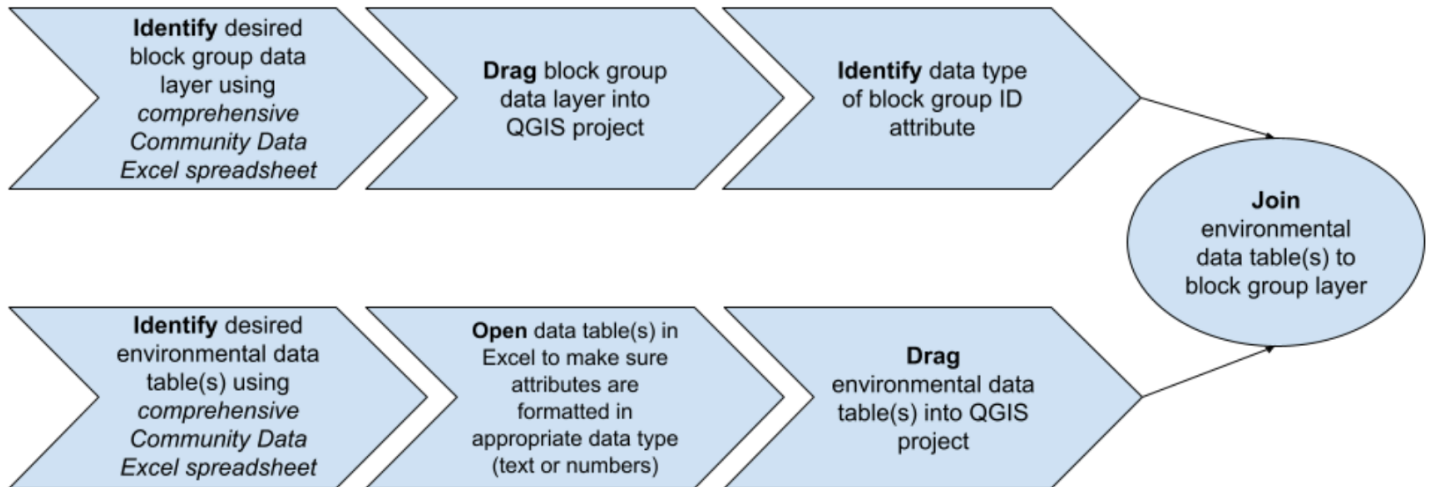 Identify desired
block group data
layer using
comprehensive
Community Data
Excel spreadsheet
Drag block group
data layer into
QGIS project
Identify data type
of block group ID
attribute
Join
environmental
data table(s) to
block group layer
Identify desired
environmental data
table(s) using
comprehensive
Community Data
Excel spreadsheet
Open data table(s) in
Excel to make sure
attributes are
formatted in
appropriate data type
(text or numbers)
Drag
environmental data
table(s) into QGIS
project